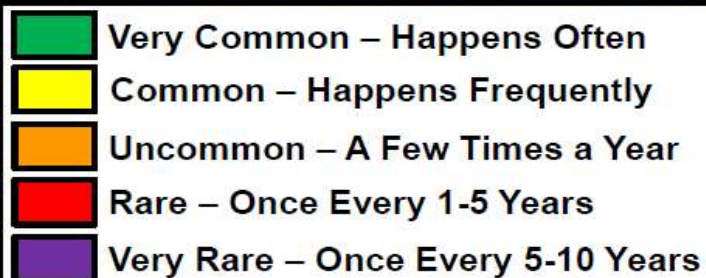 Very Common – Happens Often
Common – Happens Frequently
Uncommon – A Few Times a Year
Rare – Once Every 1-5 Years
Very Rare – Once Every 5-10 Years